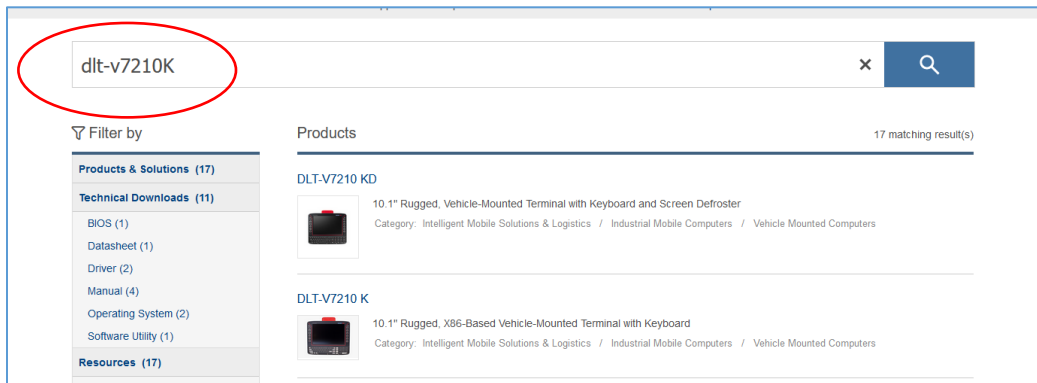 dlt-v7210K
Filter by
Products & Solutions (17)
Technical Downloads (11)
BIOS (1)
Datasheet (1)
Driver (2)
Manual (4)
Operating System (2)
Software Utility (1)
Resources (17)
Products
17 matching result(s)
DLT-V7210 KD
10.1" Rugged, Vehicle-Mounted Terminal with Keyboard and Screen Defroster
Category: Intelligent Mobile Solutions & Logistics / Industrial Mobile Computers / Vehicle Mounted Computers
DLT-V7210 K
10.1" Rugged, X86-Based Vehicle-Mounted Terminal with Keyboard
Category: Intelligent Mobile Solutions & Logistics / Industrial Mobile Computers / Vehicle Mounted Computers